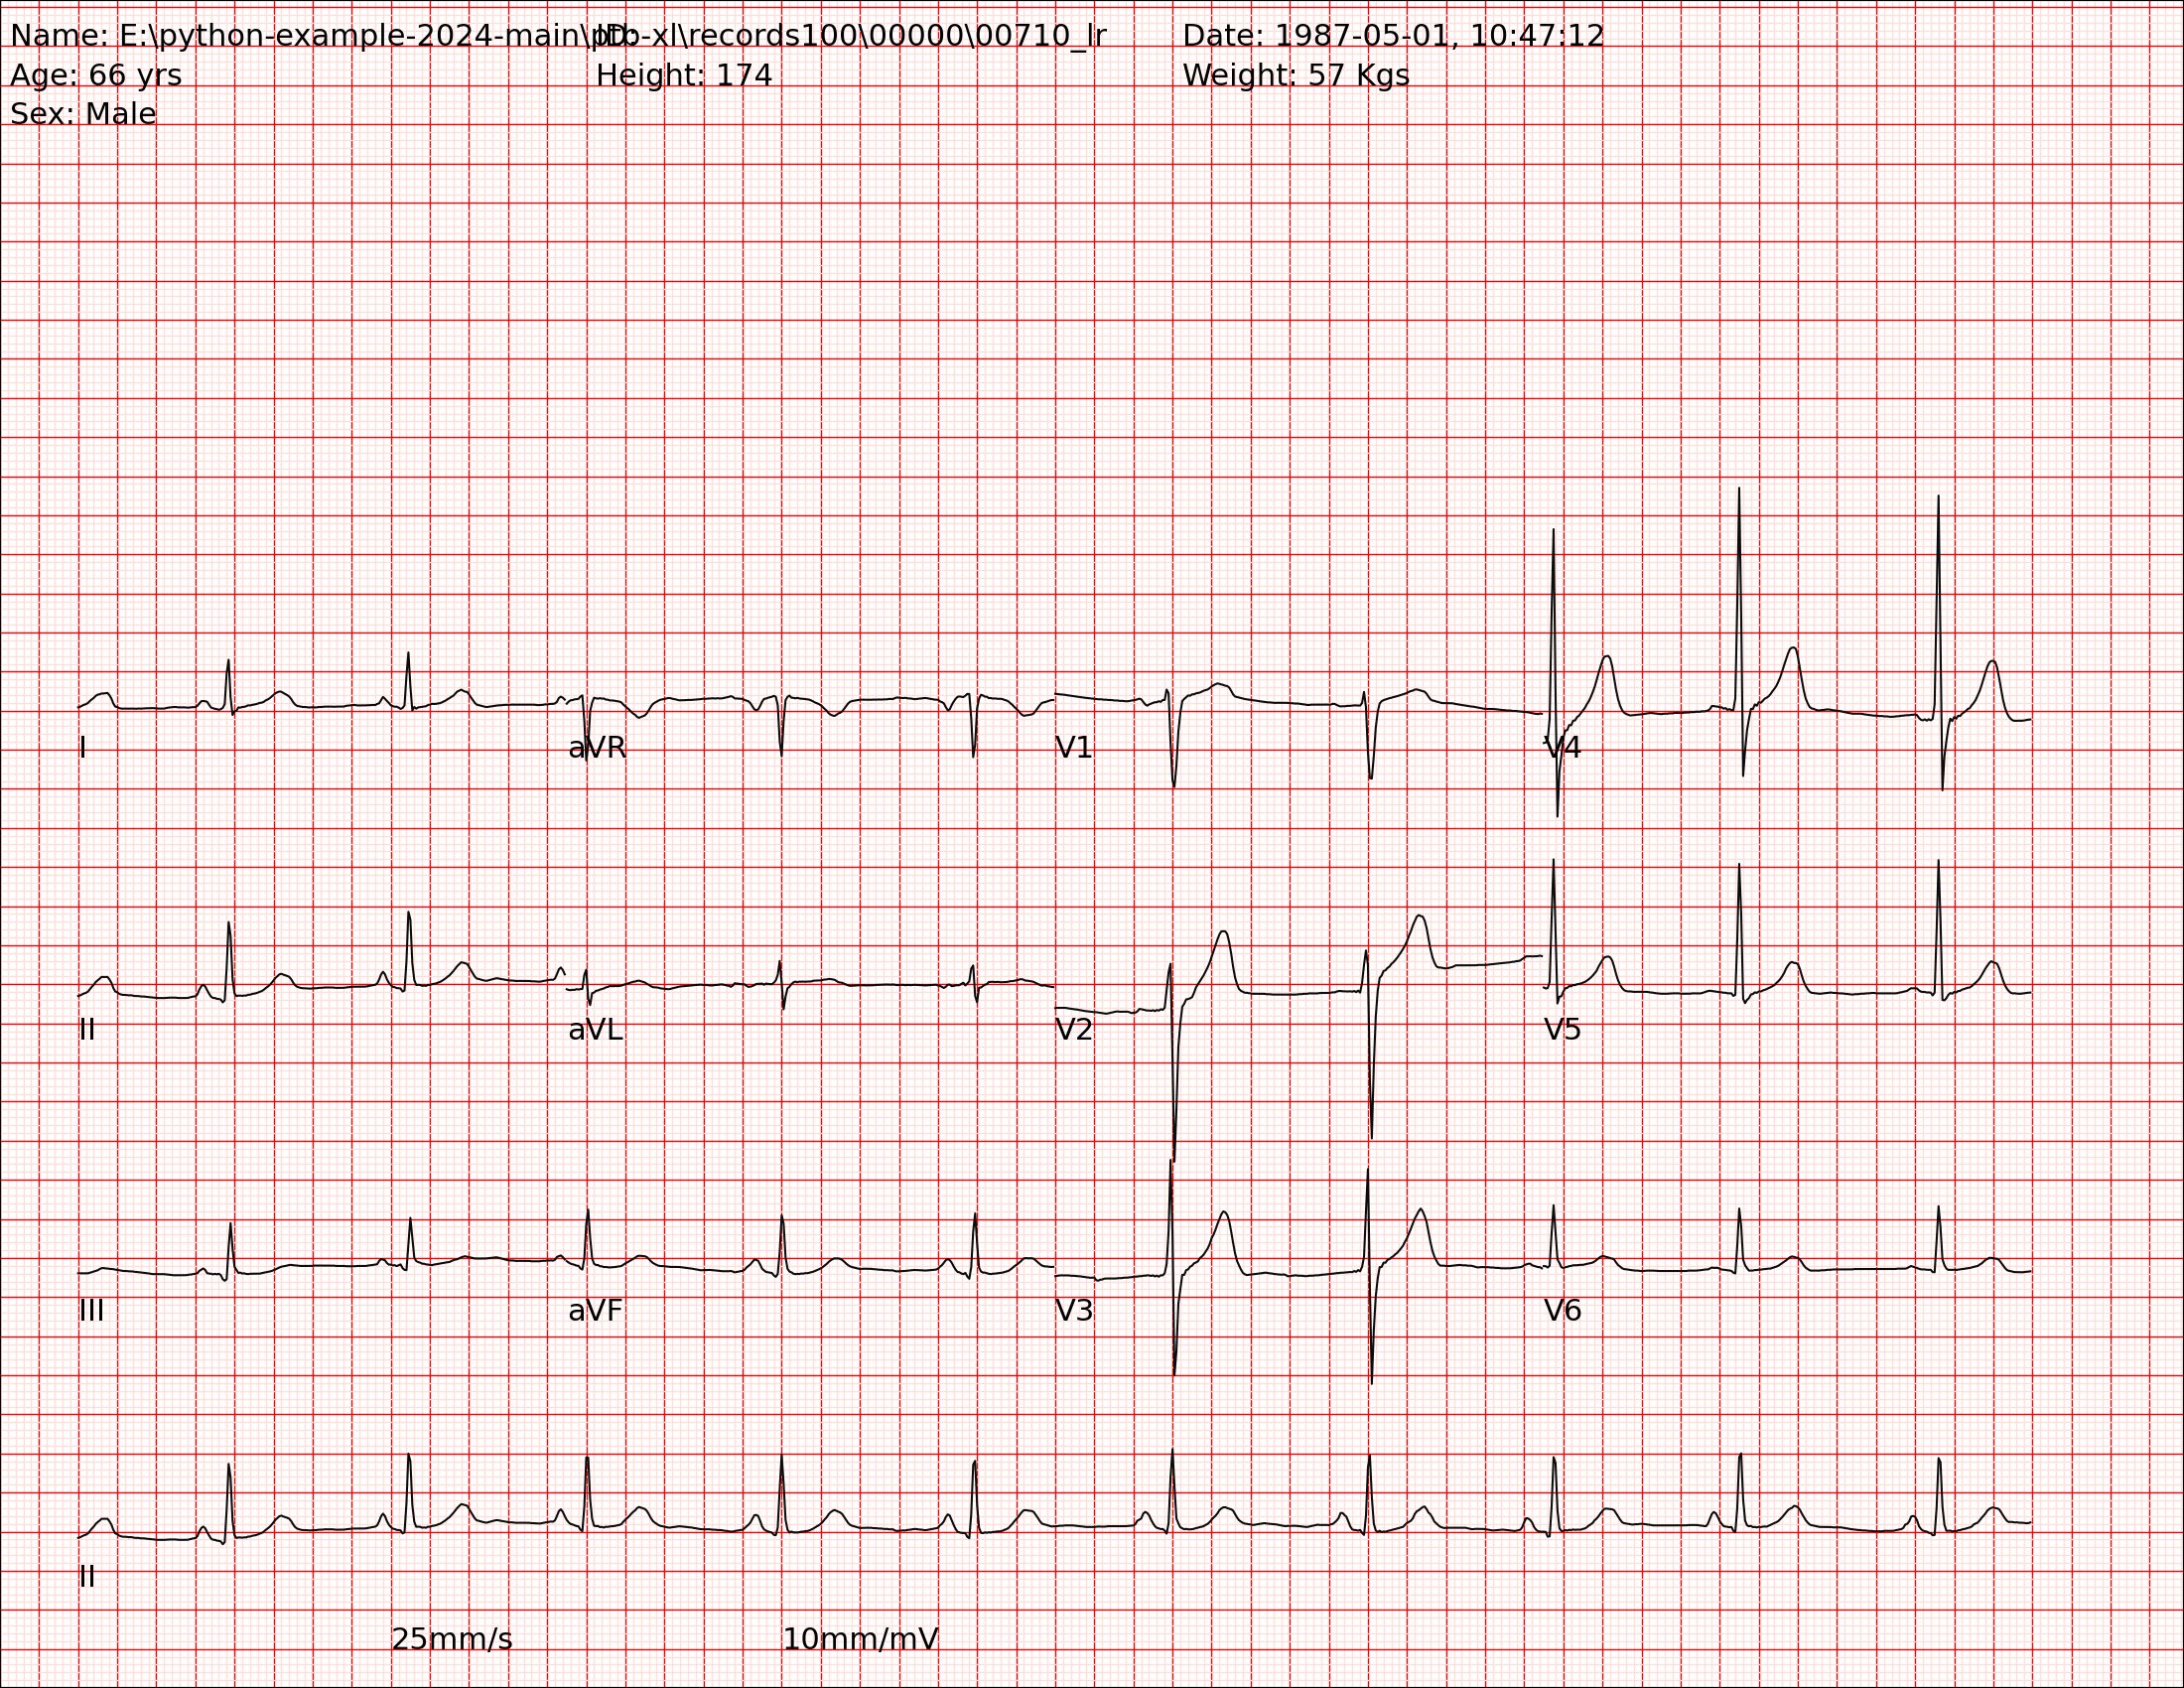 Name: E:\python-example-2024-main\ptb-xl\records100\00000\00710_lr ID: Date: 1987-05-01, 10:47:12
Age: 66 yrs Height: 174 Weight: 57 Kgs
Sex: Male
I aVR V1 V4
II aVL V2 V5
III aVF V3 V6
II
25mm/s 10mm/mV